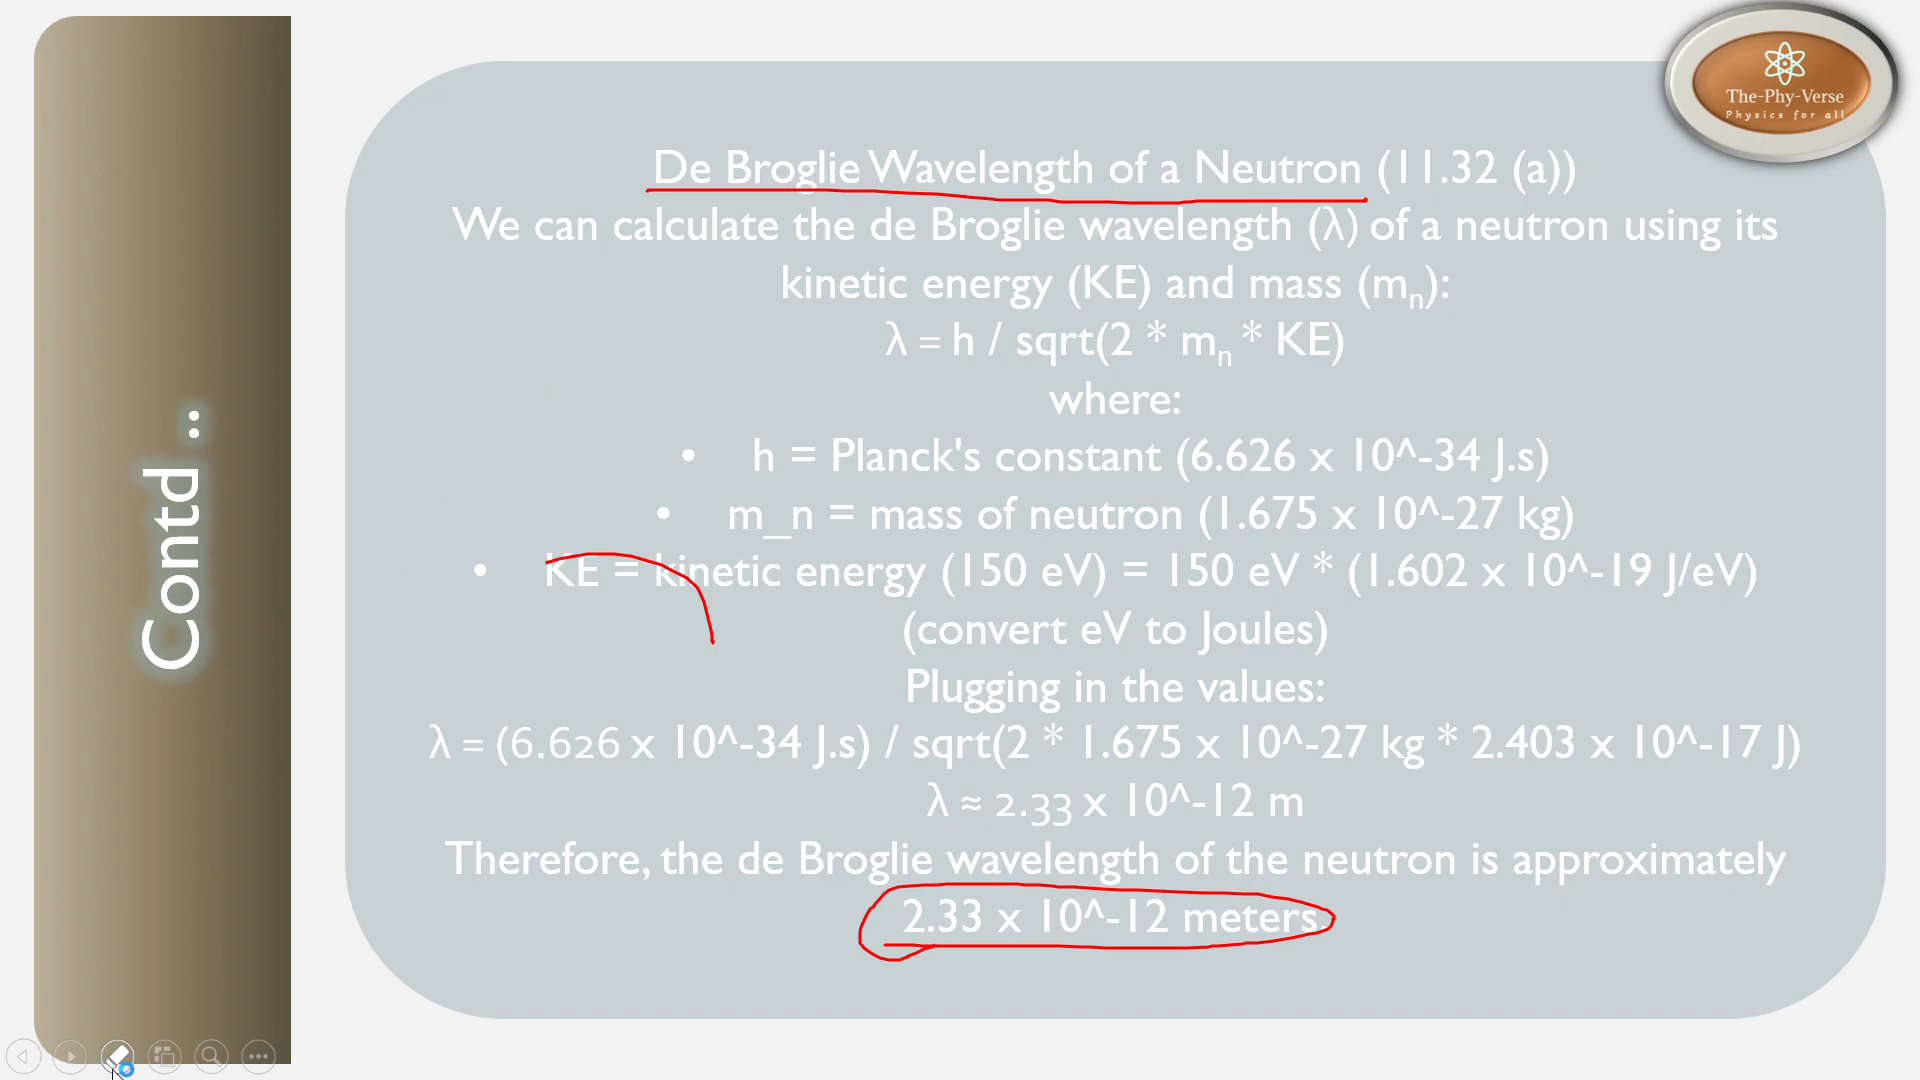 The-Phy-Verse
Physics for all
De Broglie Wavelength of a Neutron (11.32 (a))
We can calculate the de Broglie wavelength (λ) of a neutron using its
kinetic energy (KE) and mass (mₙ):
λ = h / sqrt(2 * mₙ * KE)
where:
• h = Planck's constant (6.626 x 10^-34 J.s)
• m_n = mass of neutron (1.675 x 10^-27 kg)
• KE = kinetic energy (150 eV) = 150 eV * (1.602 x 10^-19 J/eV)
(convert eV to Joules)
Plugging in the values:
λ = (6.626 x 10^-34 J.s) / sqrt(2 * 1.675 x 10^-27 kg * 2.403 x 10^-17 J)
λ ≈ 2.33 x 10^-12 m
Therefore, the de Broglie wavelength of the neutron is approximately
2.33 x 10^-12 meters.
Contd ..